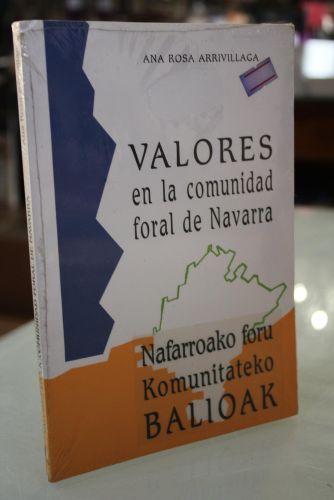 ANA ROSA ARRIVILLAGA
VALORES
en la comunidad
foral de Navarra
Nafarroako foru
Komunitateko
BALIOAK